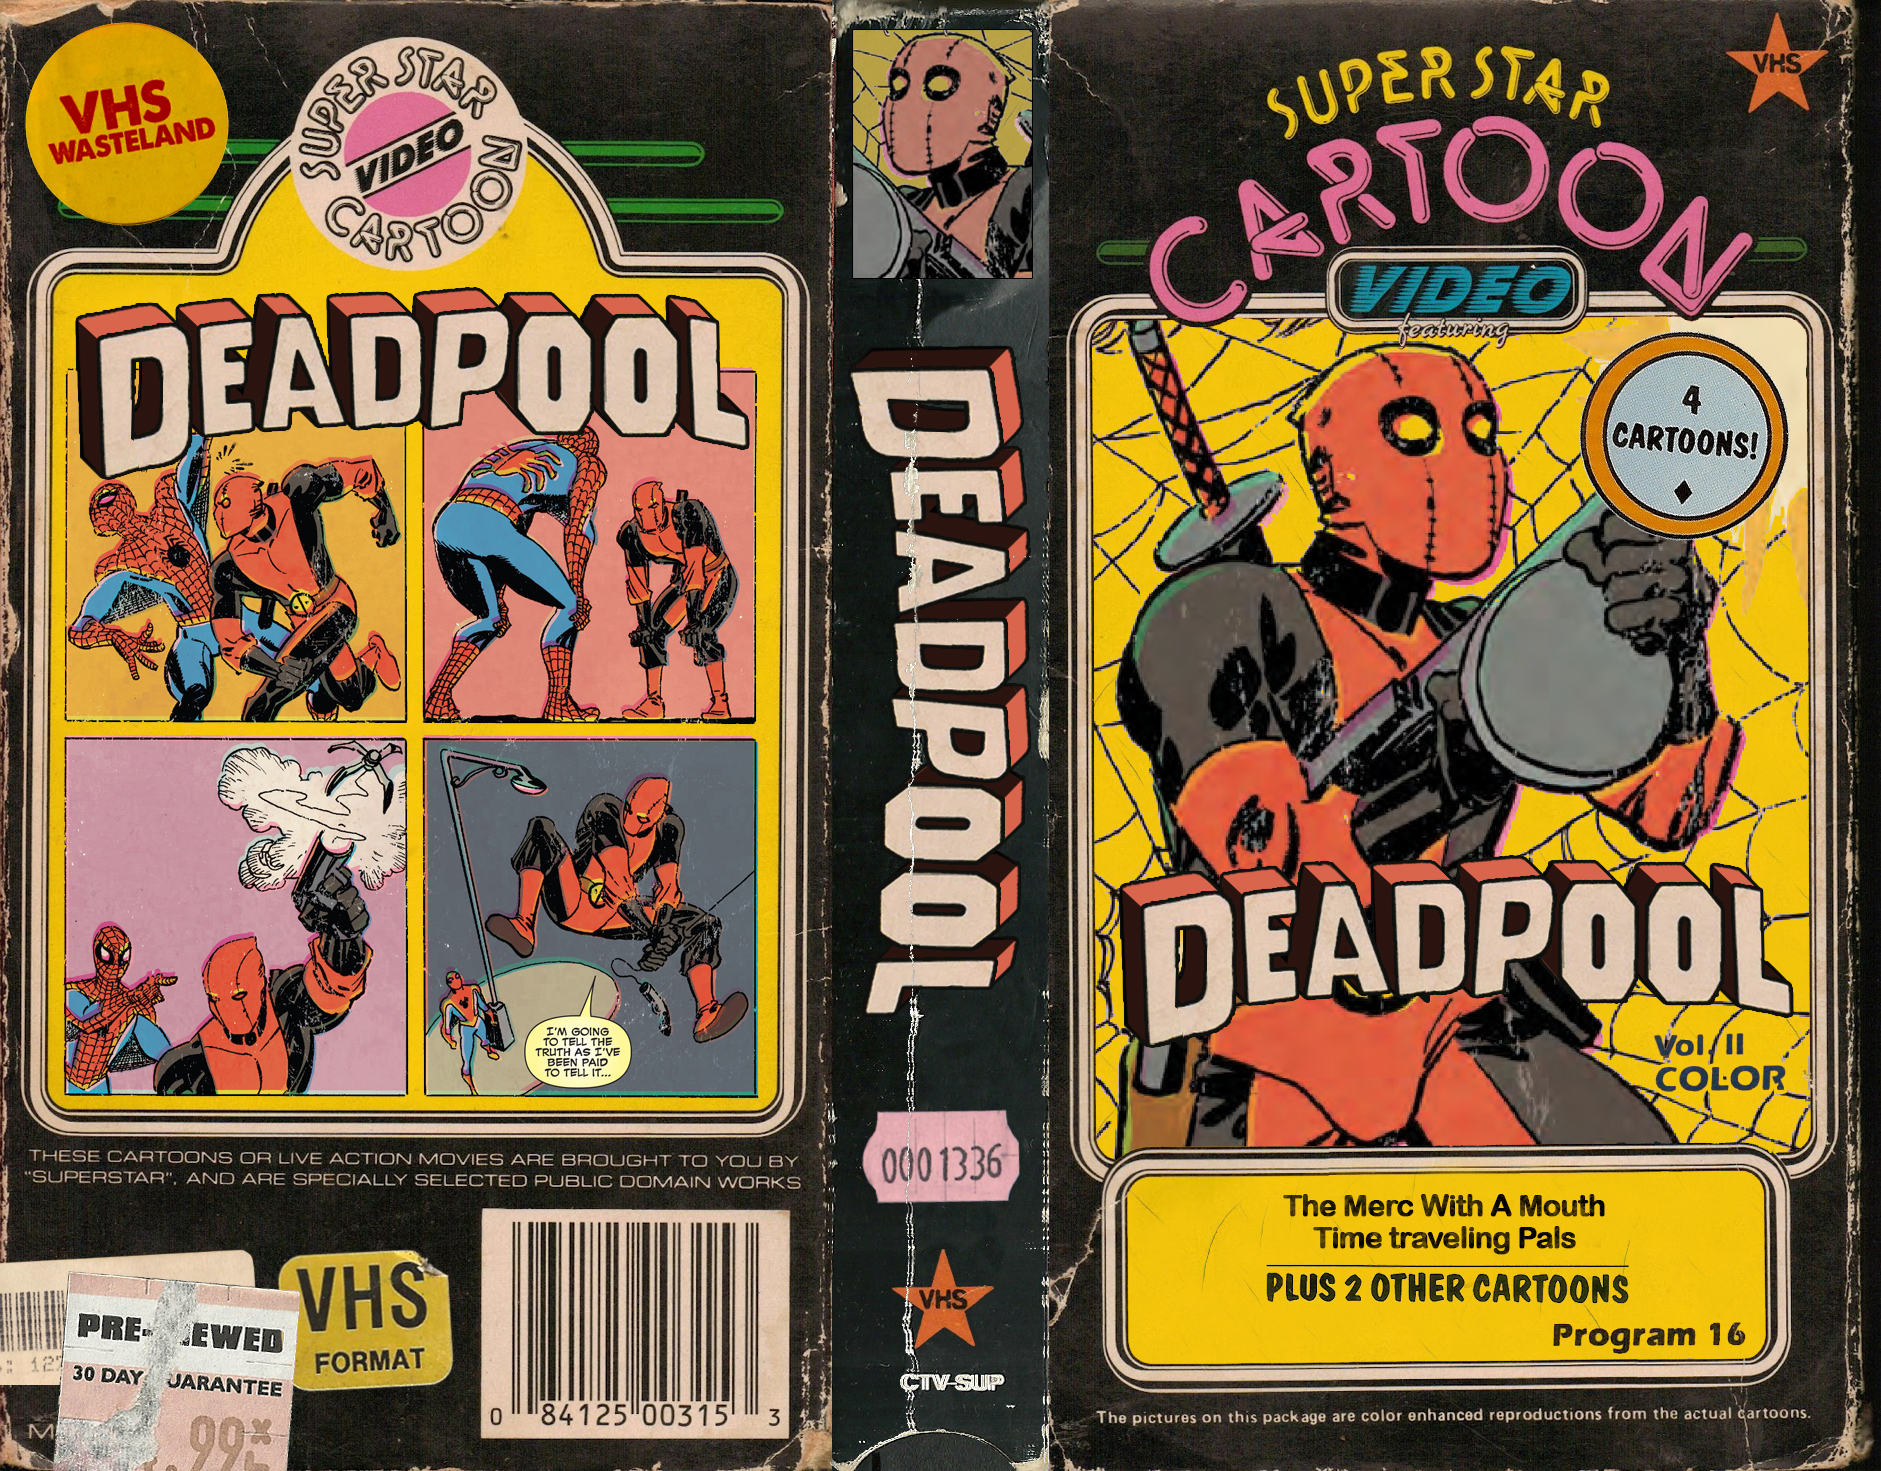 VHS
WASTELAND
SUPER STAR
VIDEO
CARTOON
DEADPOOL
I'M GOING
TO TELL THE
TRUTH AS I'VE
BEEN PAID
TO TELL IT...
THESE CARTOONS OR LIVE ACTION MOVIES ARE BROUGHT TO YOU BY
"SUPERSTAR", AND ARE SPECIALLY SELECTED PUBLIC DOMAIN WORKS
VHS
FORMAT
30 DAY
.99
0 84125 00315 3
DEADPOOL
0001336
VHS
CTV-SUP
VHS
SUPER STAR
CARTOON
VIDEO
featuring
4
CARTOONS!
DEADPOOL
Vol. II
COLOR
The Merc With A Mouth
Time traveling Pals
PLUS 2 OTHER CARTOONS
Program 16
The pictures on this package are color enhanced reproductions from the actual cartoons.